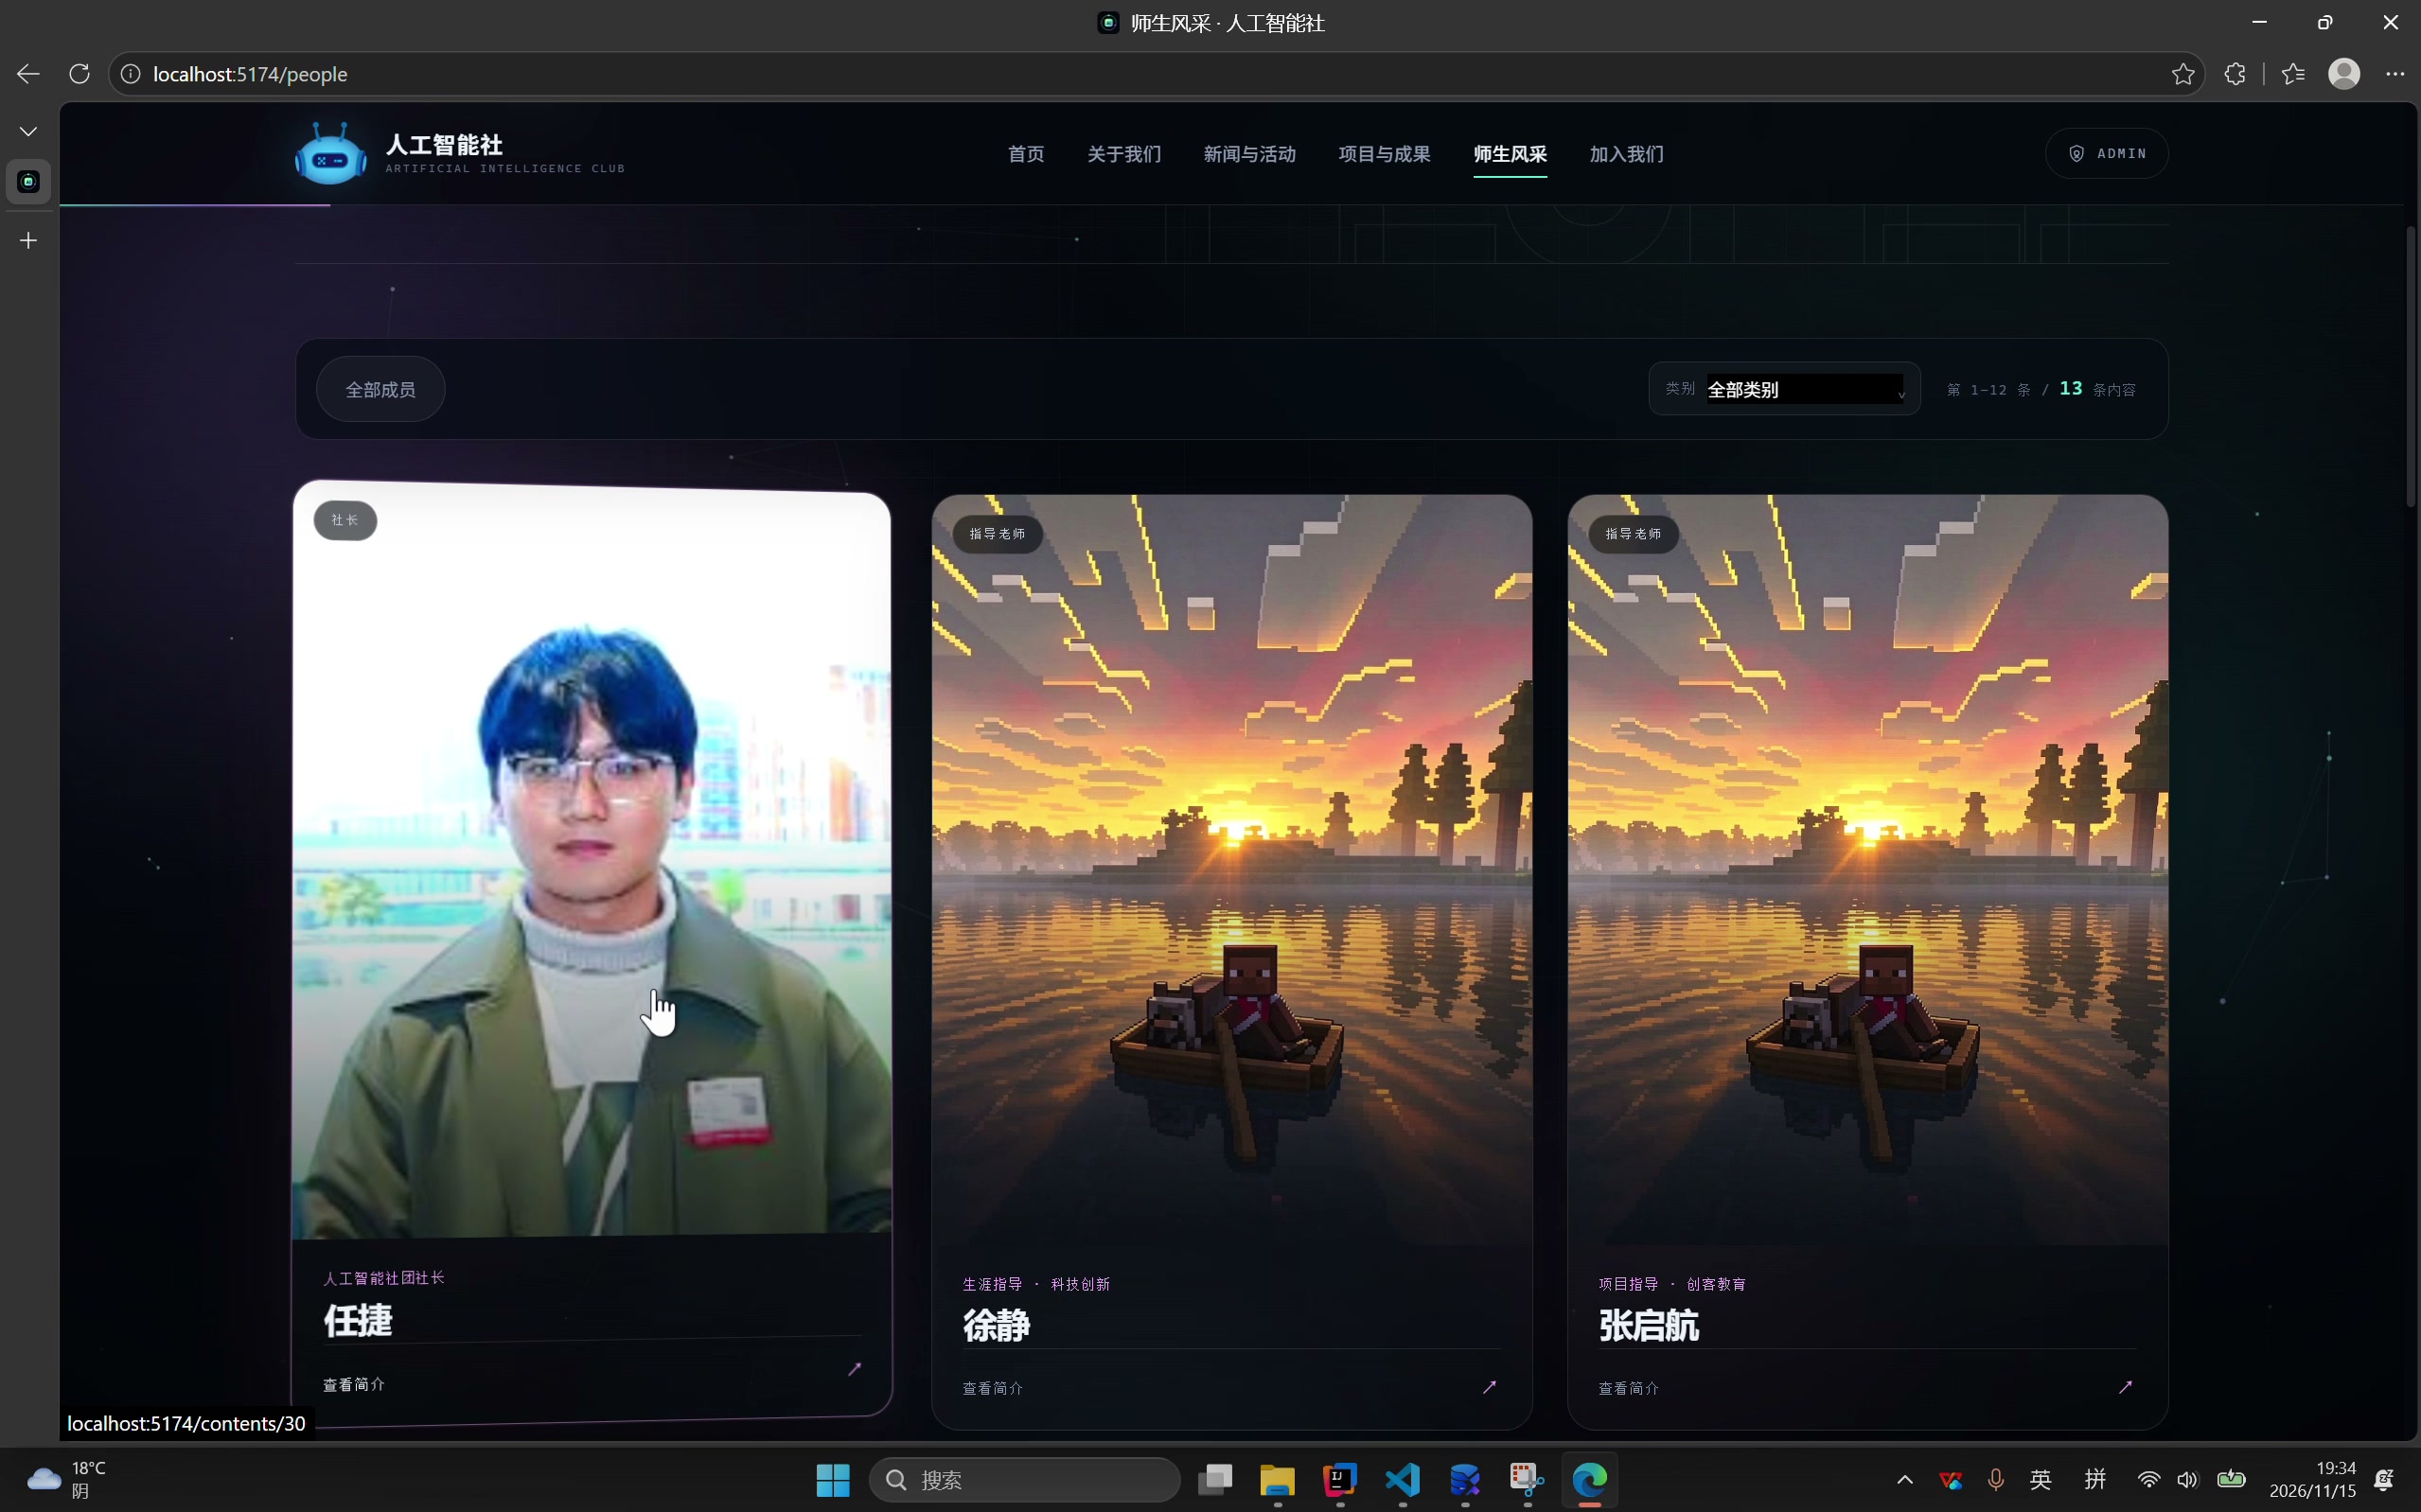 师生风采 · 人工智能社
localhost:5174/people
人工智能社
ARTIFICIAL INTELLIGENCE CLUB
首页
关于我们
新闻与活动
项目与成果
师生风采
加入我们
ADMIN
全部成员
类别
全部类别
第 1–12 条 / 13 条内容
社长
人工智能社团社长
任捷
查看简介
指导老师
生涯指导 · 科技创新
徐静
查看简介
指导老师
项目指导 · 创客教育
张启航
查看简介
localhost:5174/contents/30
18°C
阴
搜索
英
拼
19:34
2026/11/15